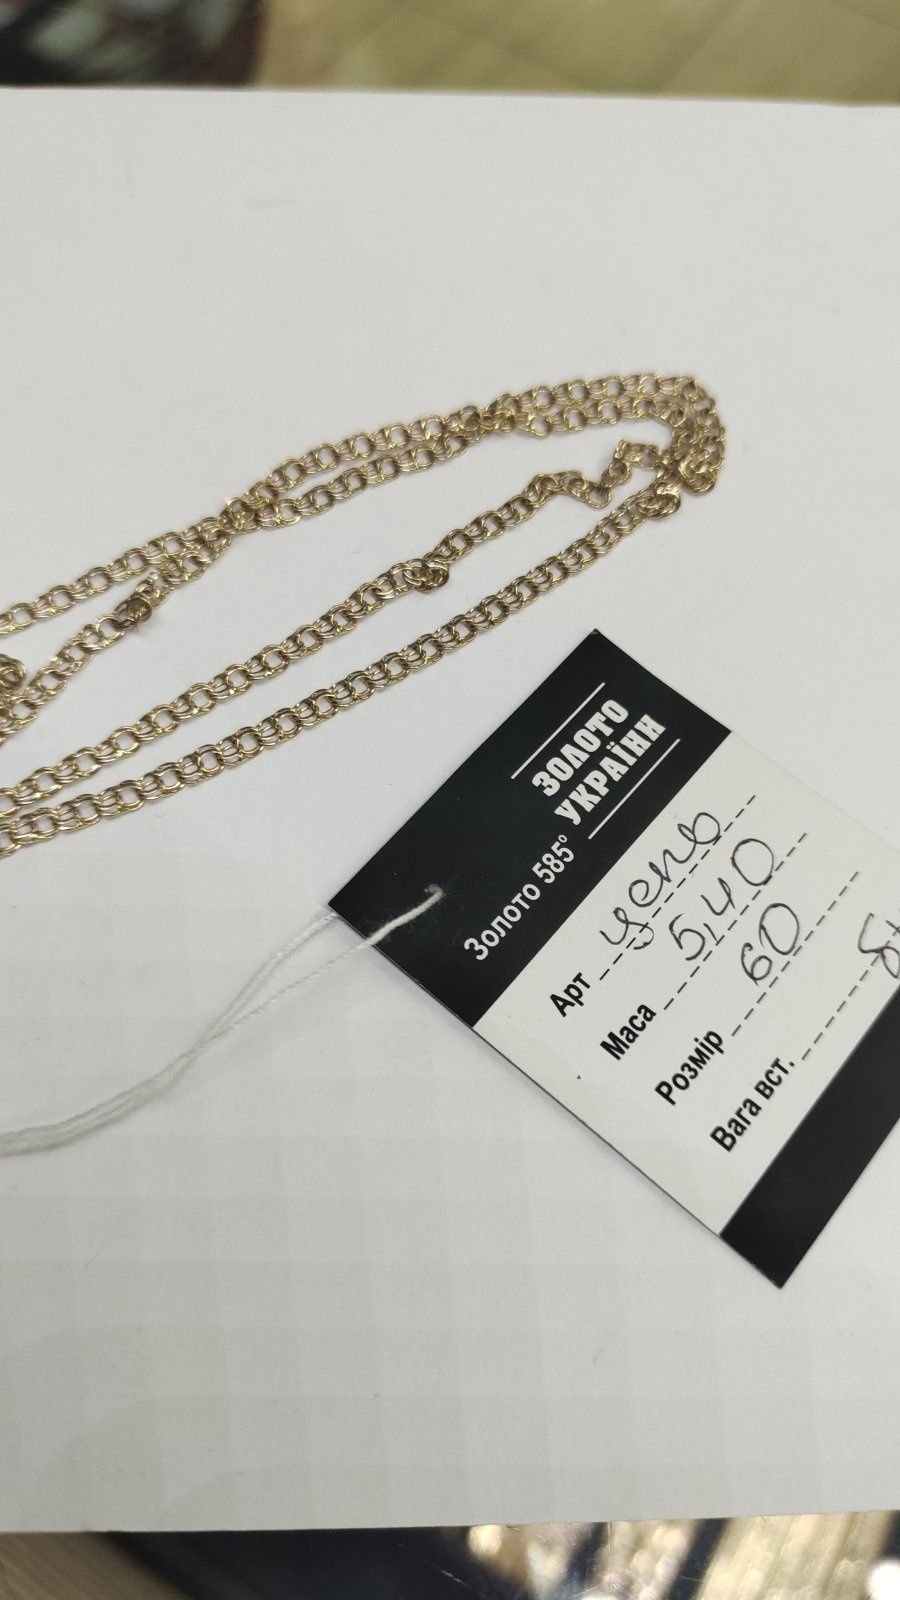 ЗОЛОТО
УКРАЇНИ
Золото 585°
Арт цепь
Маса 5,40
Розмір 60
Вага вст.